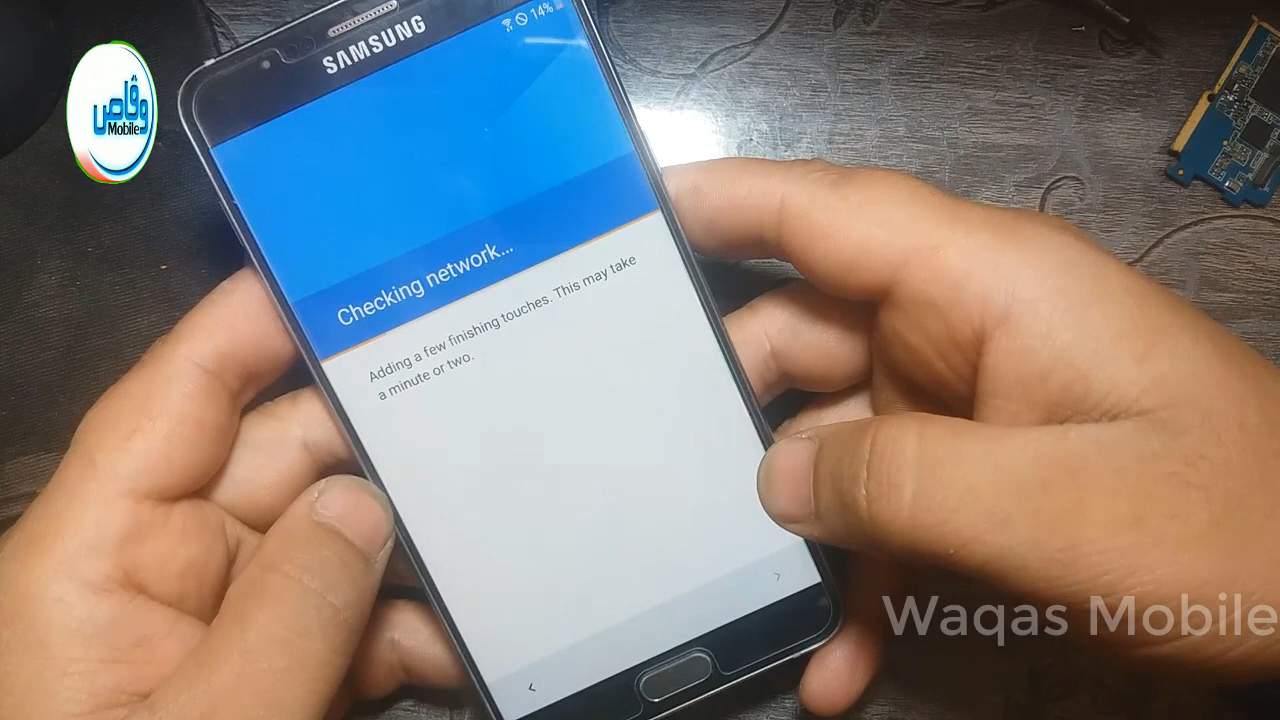 SAMSUNG
14%
وقاص
Mobile
Checking network...
Adding a few finishing touches. This may take
a minute or two.
Waqas Mobile